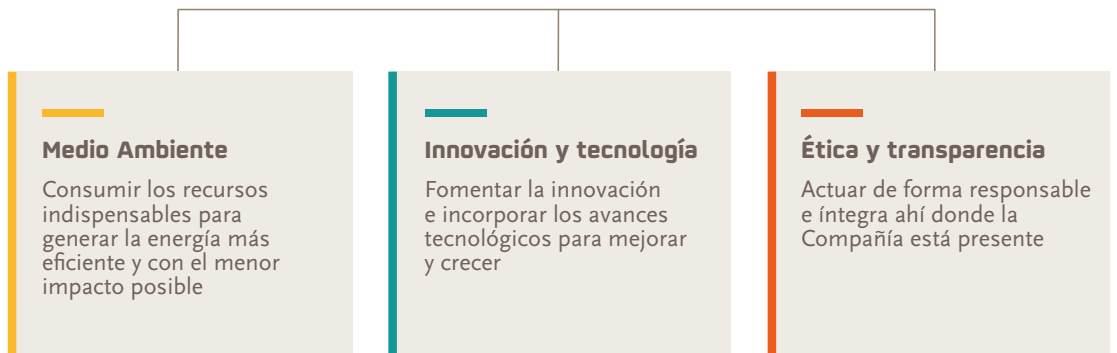 Medio Ambiente
Consumir los recursos
indispensables para
generar la energía más
eficiente y con el menor
impacto posible
Innovación y tecnología
Fomentar la innovación
e incorporar los avances
tecnológicos para mejorar
y crecer
Ética y transparencia
Actuar de forma responsable
e íntegra ahí donde la
Compañía está presente